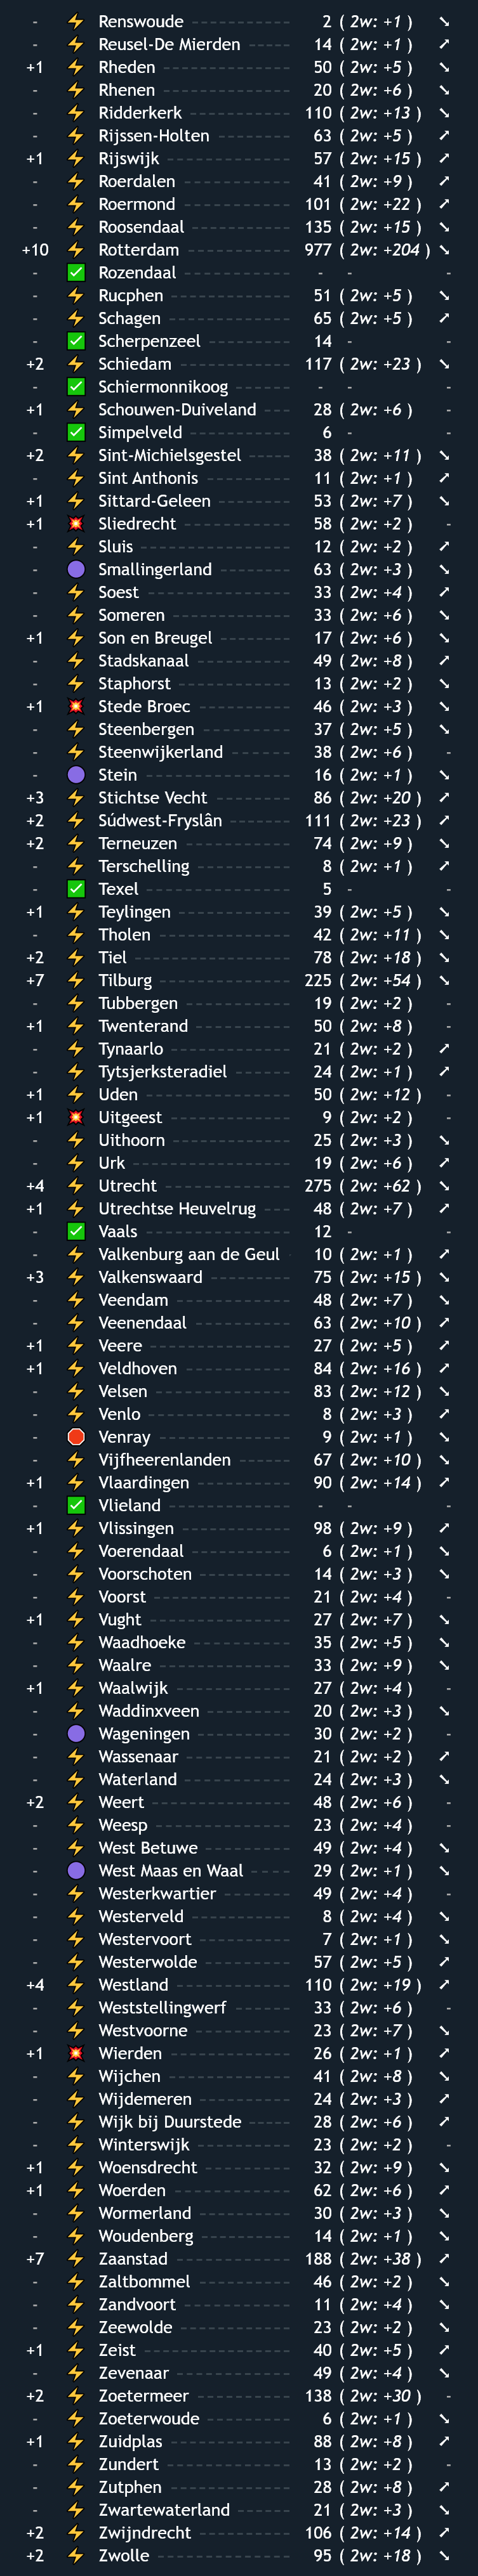 - ⚡ Renswoude 2 ( 2w: +1 ) ↘
- ⚡ Reusel-De Mierden 14 ( 2w: +1 ) ↗
+1 ⚡ Rheden 50 ( 2w: +5 ) ↘
- ⚡ Rhenen 20 ( 2w: +6 ) ↘
- ⚡ Ridderkerk 110 ( 2w: +13 ) ↘
- ⚡ Rijssen-Holten 63 ( 2w: +5 ) ↗
+1 ⚡ Rijswijk 57 ( 2w: +15 ) ↗
- ⚡ Roerdalen 41 ( 2w: +9 ) ↗
- ⚡ Roermond 101 ( 2w: +22 ) ↗
- ⚡ Roosendaal 135 ( 2w: +15 ) ↘
+10 ⚡ Rotterdam 977 ( 2w: +204 ) ↘
- ✅ Rozendaal - - -
- ⚡ Rucphen 51 ( 2w: +5 ) ↘
- ⚡ Schagen 65 ( 2w: +5 ) ↗
- ✅ Scherpenzeel 14 - -
+2 ⚡ Schiedam 117 ( 2w: +23 ) ↘
- ✅ Schiermonnikoog - - -
+1 ⚡ Schouwen-Duiveland 28 ( 2w: +6 ) -
- ✅ Simpelveld 6 - -
+2 ⚡ Sint-Michielsgestel 38 ( 2w: +11 ) ↘
- ⚡ Sint Anthonis 11 ( 2w: +1 ) ↗
+1 ⚡ Sittard-Geleen 53 ( 2w: +7 ) ↘
+1 💥 Sliedrecht 58 ( 2w: +2 ) -
- ⚡ Sluis 12 ( 2w: +2 ) ↗
- 🟣 Smallingerland 63 ( 2w: +3 ) ↘
- ⚡ Soest 33 ( 2w: +4 ) ↗
- ⚡ Someren 33 ( 2w: +6 ) ↘
+1 ⚡ Son en Breugel 17 ( 2w: +6 ) ↘
- ⚡ Stadskanaal 49 ( 2w: +8 ) ↗
- ⚡ Staphorst 13 ( 2w: +2 ) ↘
+1 💥 Stede Broec 46 ( 2w: +3 ) ↘
- ⚡ Steenbergen 37 ( 2w: +5 ) ↘
- ⚡ Steenwijkerland 38 ( 2w: +6 ) -
- 🟣 Stein 16 ( 2w: +1 ) ↘
+3 ⚡ Stichtse Vecht 86 ( 2w: +20 ) ↗
+2 ⚡ Súdwest-Fryslân 111 ( 2w: +23 ) ↗
+2 ⚡ Terneuzen 74 ( 2w: +9 ) ↘
- ⚡ Terschelling 8 ( 2w: +1 ) ↗
- ✅ Texel 5 - -
+1 ⚡ Teylingen 39 ( 2w: +5 ) ↘
- ⚡ Tholen 42 ( 2w: +11 ) ↘
+2 ⚡ Tiel 78 ( 2w: +18 ) ↘
+7 ⚡ Tilburg 225 ( 2w: +54 ) ↘
- ⚡ Tubbergen 19 ( 2w: +2 ) -
+1 ⚡ Twenterand 50 ( 2w: +8 ) -
- ⚡ Tynaarlo 21 ( 2w: +2 ) ↗
- ⚡ Tytsjerksteradiel 24 ( 2w: +1 ) ↗
+1 ⚡ Uden 50 ( 2w: +12 ) -
+1 💥 Uitgeest 9 ( 2w: +2 ) -
- ⚡ Uithoorn 25 ( 2w: +3 ) ↘
- ⚡ Urk 19 ( 2w: +6 ) ↗
+4 ⚡ Utrecht 275 ( 2w: +62 ) ↘
+1 ⚡ Utrechtse Heuvelrug 48 ( 2w: +7 ) ↗
- ✅ Vaals 12 - -
- ⚡ Valkenburg aan de Geul 10 ( 2w: +1 ) ↗
+3 ⚡ Valkenswaard 75 ( 2w: +15 ) ↘
- ⚡ Veendam 48 ( 2w: +7 ) ↘
- ⚡ Veenendaal 63 ( 2w: +10 ) ↗
+1 ⚡ Veere 27 ( 2w: +5 ) ↗
+1 ⚡ Veldhoven 84 ( 2w: +16 ) ↗
- ⚡ Velsen 83 ( 2w: +12 ) ↘
- ⚡ Venlo 8 ( 2w: +3 ) ↗
- 🛑 Venray 9 ( 2w: +1 ) ↘
- ⚡ Vijfheerenlanden 67 ( 2w: +10 ) ↘
+1 ⚡ Vlaardingen 90 ( 2w: +14 ) ↗
- ✅ Vlieland - - -
+1 ⚡ Vlissingen 98 ( 2w: +9 ) ↗
- ⚡ Voerendaal 6 ( 2w: +1 ) ↘
- ⚡ Voorschoten 14 ( 2w: +3 ) ↘
- ⚡ Voorst 21 ( 2w: +4 ) -
+1 ⚡ Vught 27 ( 2w: +7 ) ↘
- ⚡ Waadhoeke 35 ( 2w: +5 ) ↘
- ⚡ Waalre 33 ( 2w: +9 ) ↘
+1 ⚡ Waalwijk 27 ( 2w: +4 ) -
- ⚡ Waddinxveen 20 ( 2w: +3 ) ↘
- 🟣 Wageningen 30 ( 2w: +2 ) -
- ⚡ Wassenaar 21 ( 2w: +2 ) ↗
- ⚡ Waterland 24 ( 2w: +3 ) ↘
+2 ⚡ Weert 48 ( 2w: +6 ) -
- ⚡ Weesp 23 ( 2w: +4 ) -
- ⚡ West Betuwe 49 ( 2w: +4 ) ↘
- 🟣 West Maas en Waal 29 ( 2w: +1 ) ↘
- ⚡ Westerkwartier 49 ( 2w: +4 ) -
- ⚡ Westerveld 8 ( 2w: +4 ) ↘
- ⚡ Westervoort 7 ( 2w: +1 ) ↘
- ⚡ Westerwolde 57 ( 2w: +5 ) ↗
+4 ⚡ Westland 110 ( 2w: +19 ) ↗
- ⚡ Weststellingwerf 33 ( 2w: +6 ) -
- ⚡ Westvoorne 23 ( 2w: +7 ) ↘
+1 💥 Wierden 26 ( 2w: +1 ) ↗
- ⚡ Wijchen 41 ( 2w: +8 ) ↘
- ⚡ Wijdemeren 24 ( 2w: +3 ) ↗
- ⚡ Wijk bij Duurstede 28 ( 2w: +6 ) ↗
- ⚡ Winterswijk 23 ( 2w: +2 ) -
+1 ⚡ Woensdrecht 32 ( 2w: +9 ) ↘
+1 ⚡ Woerden 62 ( 2w: +6 ) ↗
- ⚡ Wormerland 30 ( 2w: +3 ) ↘
- ⚡ Woudenberg 14 ( 2w: +1 ) ↘
+7 ⚡ Zaanstad 188 ( 2w: +38 ) ↗
- ⚡ Zaltbommel 46 ( 2w: +2 ) ↘
- ⚡ Zandvoort 11 ( 2w: +4 ) ↘
- ⚡ Zeewolde 23 ( 2w: +2 ) ↘
+1 ⚡ Zeist 40 ( 2w: +5 ) ↗
- ⚡ Zevenaar 49 ( 2w: +4 ) ↘
+2 ⚡ Zoetermeer 138 ( 2w: +30 ) -
- ⚡ Zoeterwoude 6 ( 2w: +1 ) ↘
+1 ⚡ Zuidplas 88 ( 2w: +8 ) ↗
- ⚡ Zundert 13 ( 2w: +2 ) -
- ⚡ Zutphen 28 ( 2w: +8 ) ↗
- ⚡ Zwartewaterland 21 ( 2w: +3 ) ↘
+2 ⚡ Zwijndrecht 106 ( 2w: +14 ) ↗
+2 ⚡ Zwolle 95 ( 2w: +18 ) ↘